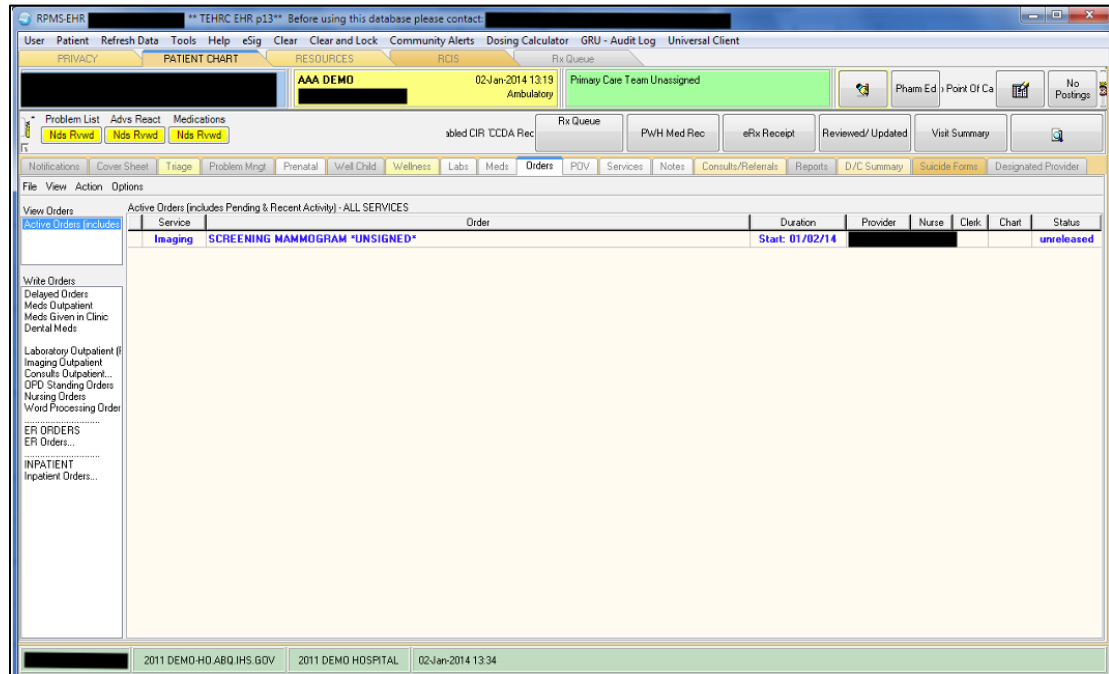 RPMS-EHR ** TEHRC EHR p13** Before using this database please contact:
User Patient Refresh Data Tools Help eSig Clear Clear and Lock Community Alerts Dosing Calculator GRU - Audit Log Universal Client
PRIVACY PATIENT CHART RESOURCES RCIS Rx Queue
AAA DEMO 02-Jan-2014 13:19 Primary Care Team Unassigned
Ambulatory
Pharm Ed Point Of Ca No Postings
Problem List Advs React Medications
Nds Rvwd Nds Rvwd Nds Rvwd
abled CIR CCDA Rec Rx Queue PWH Med Rec eRx Receipt Reviewed/ Updated Visit Summary
Notifications Cover Sheet Triage Problem Mngt Prenatal Well Child Wellness Labs Meds Orders POV Services Notes Consults/Referrals Reports D/C Summary Suicide Forms Designated Provider
File View Action Options
View Orders
Active Orders (includes
Active Orders (includes Pending & Recent Activity) - ALL SERVICES
Service Order Duration Provider Nurse Clerk Chart Status
Imaging SCREENING MAMMOGRAM *UNSIGNED* Start: 01/02/14 unreleased
Write Orders
Delayed Orders
Meds Outpatient
Meds Given in Clinic
Dental Meds
Laboratory Outpatient (F
Imaging Outpatient
Consults Outpatient...
OPD Standing Orders
Nursing Orders
Word Processing Order
ER ORDERS
ER Orders...
INPATIENT
Inpatient Orders...
2011 DEMO-HO.ABQ.IHS.GOV 2011 DEMO HOSPITAL 02-Jan-2014 13:34